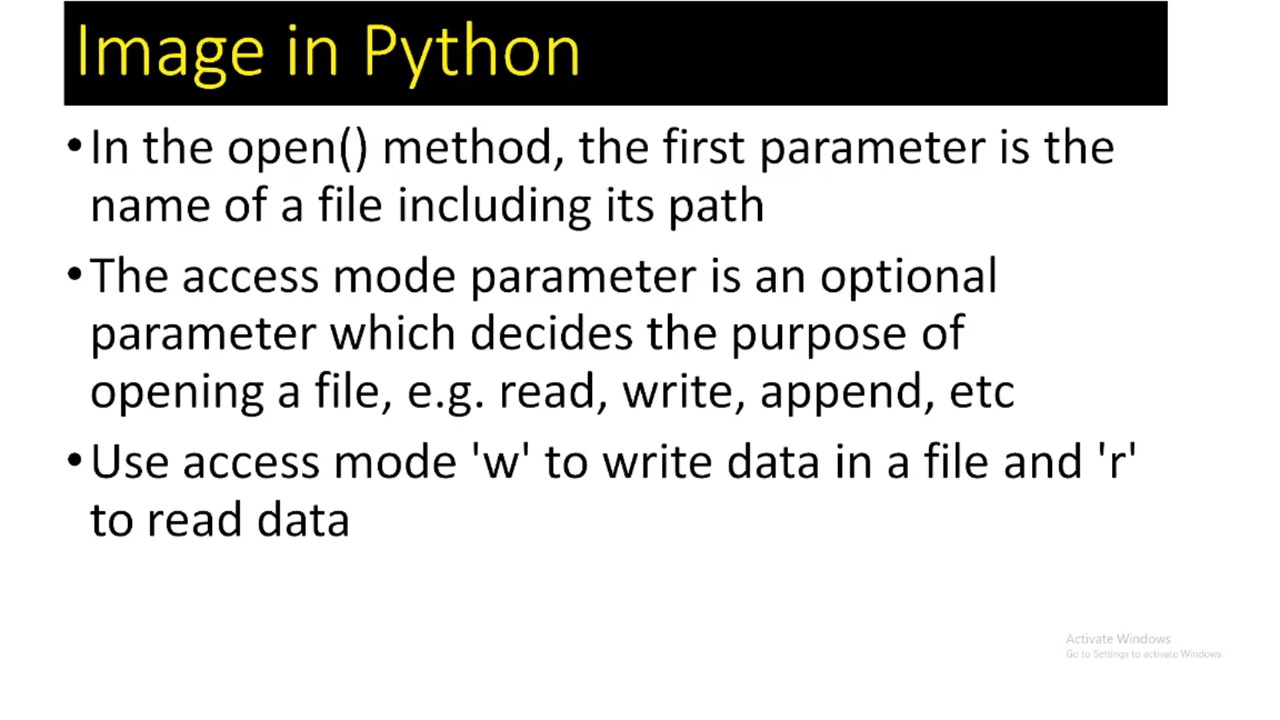 Image in Python
•In the open() method, the first parameter is the
name of a file including its path
•The access mode parameter is an optional
parameter which decides the purpose of
opening a file, e.g. read, write, append, etc
•Use access mode 'w' to write data in a file and 'r'
to read data
Activate Windows
Go to Settings to activate Windows.